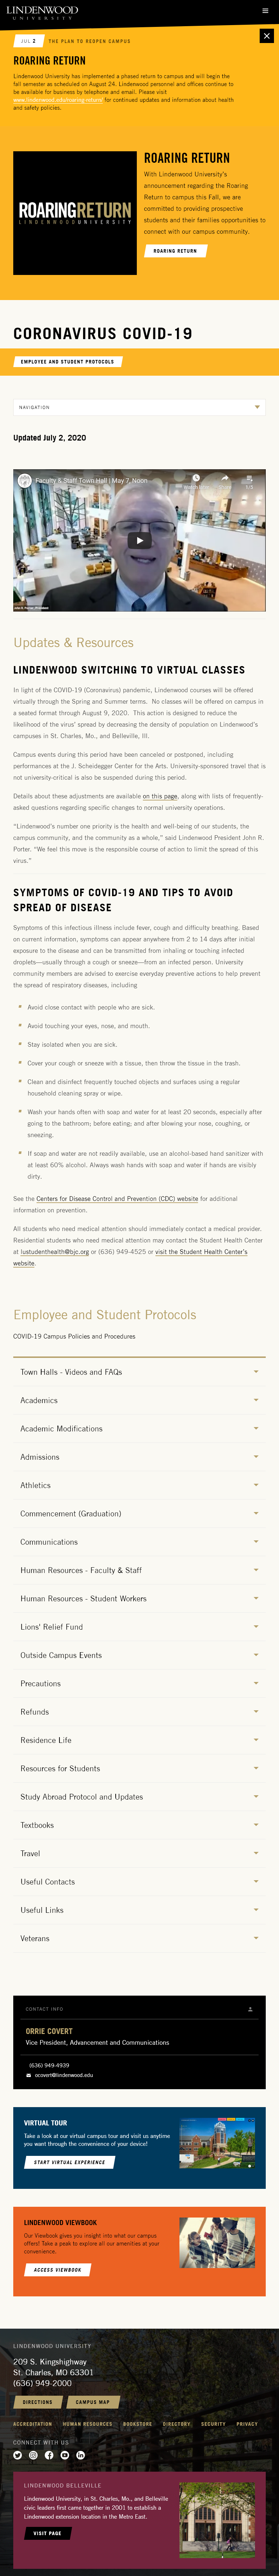 LINDENWOOD
UNIVERSITY
JUL 2
THE PLAN TO REOPEN CAMPUS
ROARING RETURN
Lindenwood University has implemented a phased return to campus and will begin the
fall semester as scheduled on August 24. Lindenwood personnel and offices continue to
be available for business by telephone and email. Please visit
www.lindenwood.edu/roaring-return/ for continued updates and information about health
and safety policies.
ROARINGRETURN
LINDENWOOD UNIVERSITY
ROARING RETURN
With Lindenwood University's
announcement regarding the Roaring
Return to campus this Fall, we are
committed to providing prospective
students and their families opportunities to
connect with our campus community.
ROARING RETURN
CORONAVIRUS COVID-19
EMPLOYEE AND STUDENT PROTOCOLS
NAVIGATION
Updated July 2, 2020
Faculty & Staff Town Hall | May 7, Noon
Updates & Resources
LINDENWOOD SWITCHING TO VIRTUAL CLASSES
In light of the COVID-19 (Coronavirus) pandemic, Lindenwood courses will be offered
virtually through the Spring and Summer terms. No classes will be offered on campus in
a seated format through August 9, 2020. This action is designed to reduce the
likelihood of the virus' spread by decreasing the density of population on Lindenwood's
campuses in St. Charles, Mo., and Belleville, Ill.
Campus events during this period have been canceled or postponed, including
performances at the J. Scheidegger Center for the Arts. University-sponsored travel that is
not university-critical is also be suspended during this period.
Details about these adjustments are available on this page, along with lists of frequently-
asked questions regarding specific changes to normal university operations.
"Lindenwood's number one priority is the health and well-being of our students, the
campus community, and the community as a whole," said Lindenwood President John R.
Porter. "We feel this move is the responsible course of action to limit the spread of this
virus."
SYMPTOMS OF COVID-19 AND TIPS TO AVOID
SPREAD OF DISEASE
Symptoms of this infectious illness include fever, cough and difficulty breathing. Based
on current information, symptoms can appear anywhere from 2 to 14 days after initial
exposure to the disease and can be transmitted from inhaling or touching infected
droplets—usually through a cough or sneeze—from an infected person. University
community members are advised to exercise everyday preventive actions to help prevent
the spread of respiratory diseases, including:
Avoid close contact with people who are sick.
Avoid touching your eyes, nose, and mouth.
Stay isolated when you are sick.
Cover your cough or sneeze with a tissue, then throw the tissue in the trash.
Clean and disinfect frequently touched objects and surfaces using a regular
household cleaning spray or wipe.
Wash your hands often with soap and water for at least 20 seconds, especially after
going to the bathroom; before eating; and after blowing your nose, coughing, or
sneezing.
If soap and water are not readily available, use an alcohol-based hand sanitizer with
at least 60% alcohol. Always wash hands with soap and water if hands are visibly
dirty.
See the Centers for Disease Control and Prevention (CDC) website for additional
information on prevention.
All students who need medical attention should immediately contact a medical provider.
Residential students who need medical attention may contact the Student Health Center
at lustudenthealth@bjc.org or (636) 949-4525 or visit the Student Health Center's
website.
Employee and Student Protocols
COVID-19 Campus Policies and Procedures
Town Halls - Videos and FAQs
Academics
Academic Modifications
Admissions
Athletics
Commencement (Graduation)
Communications
Human Resources - Faculty & Staff
Human Resources - Student Workers
Lions' Relief Fund
Outside Campus Events
Precautions
Refunds
Residence Life
Resources for Students
Study Abroad Protocol and Updates
Textbooks
Travel
Useful Contacts
Useful Links
Veterans
CONTACT INFO
ORRIE COVERT
Vice President, Advancement and Communications
(636) 949-4939
ocovert@lindenwood.edu
VIRTUAL TOUR
Take a look at our virtual campus tour and visit us anytime
you want through the convenience of your device!
START VIRTUAL EXPERIENCE
LINDENWOOD VIEWBOOK
Our Viewbook gives you insight into what our campus
offers! Take a peak to explore all our amenities at your
convenience.
ACCESS VIEWBOOK
LINDENWOOD UNIVERSITY
209 S. Kingshighway
St. Charles, MO 63301
(636) 949-2000
DIRECTIONS
CAMPUS MAP
ACCREDITATION HUMAN RESOURCES BOOKSTORE DIRECTORY SECURITY PRIVACY
CONNECT WITH US
LINDENWOOD BELLEVILLE
Lindenwood University, in St. Charles, Mo., and Belleville
civic leaders first came together in 2001 to establish a
Lindenwood extension location in the Metro East.
VISIT PAGE